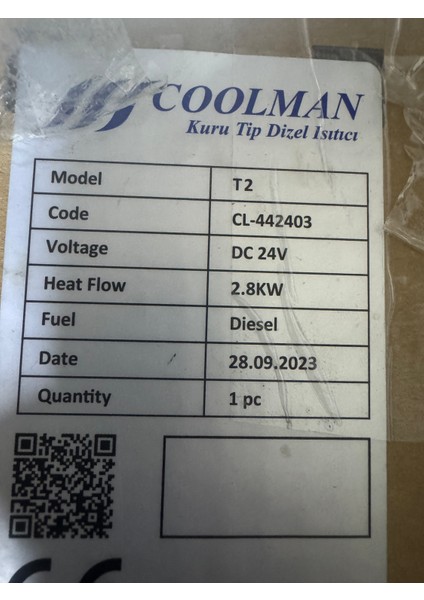 COOLMAN
Kuru Tip Dizel Isıtıcı
Model T2
Code CL-442403
Voltage DC 24V
Heat Flow 2.8KW
Fuel Diesel
Date 28.09.2023
Quantity 1 pc